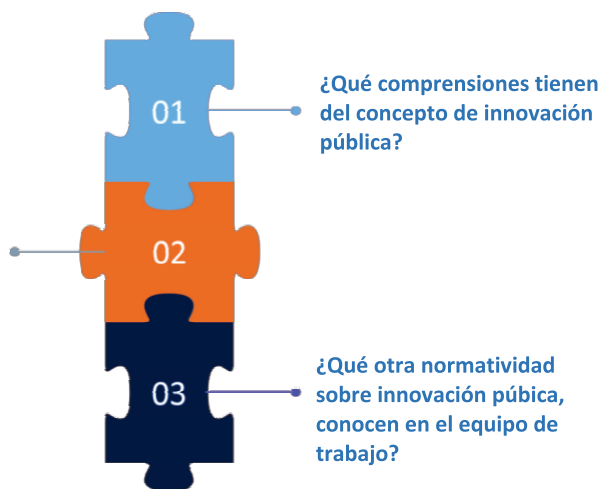 01
¿Qué comprensiones tienen
del concepto de innovación
pública?
02
03
¿Qué otra normatividad
sobre innovación púbica,
conocen en el equipo de
trabajo?